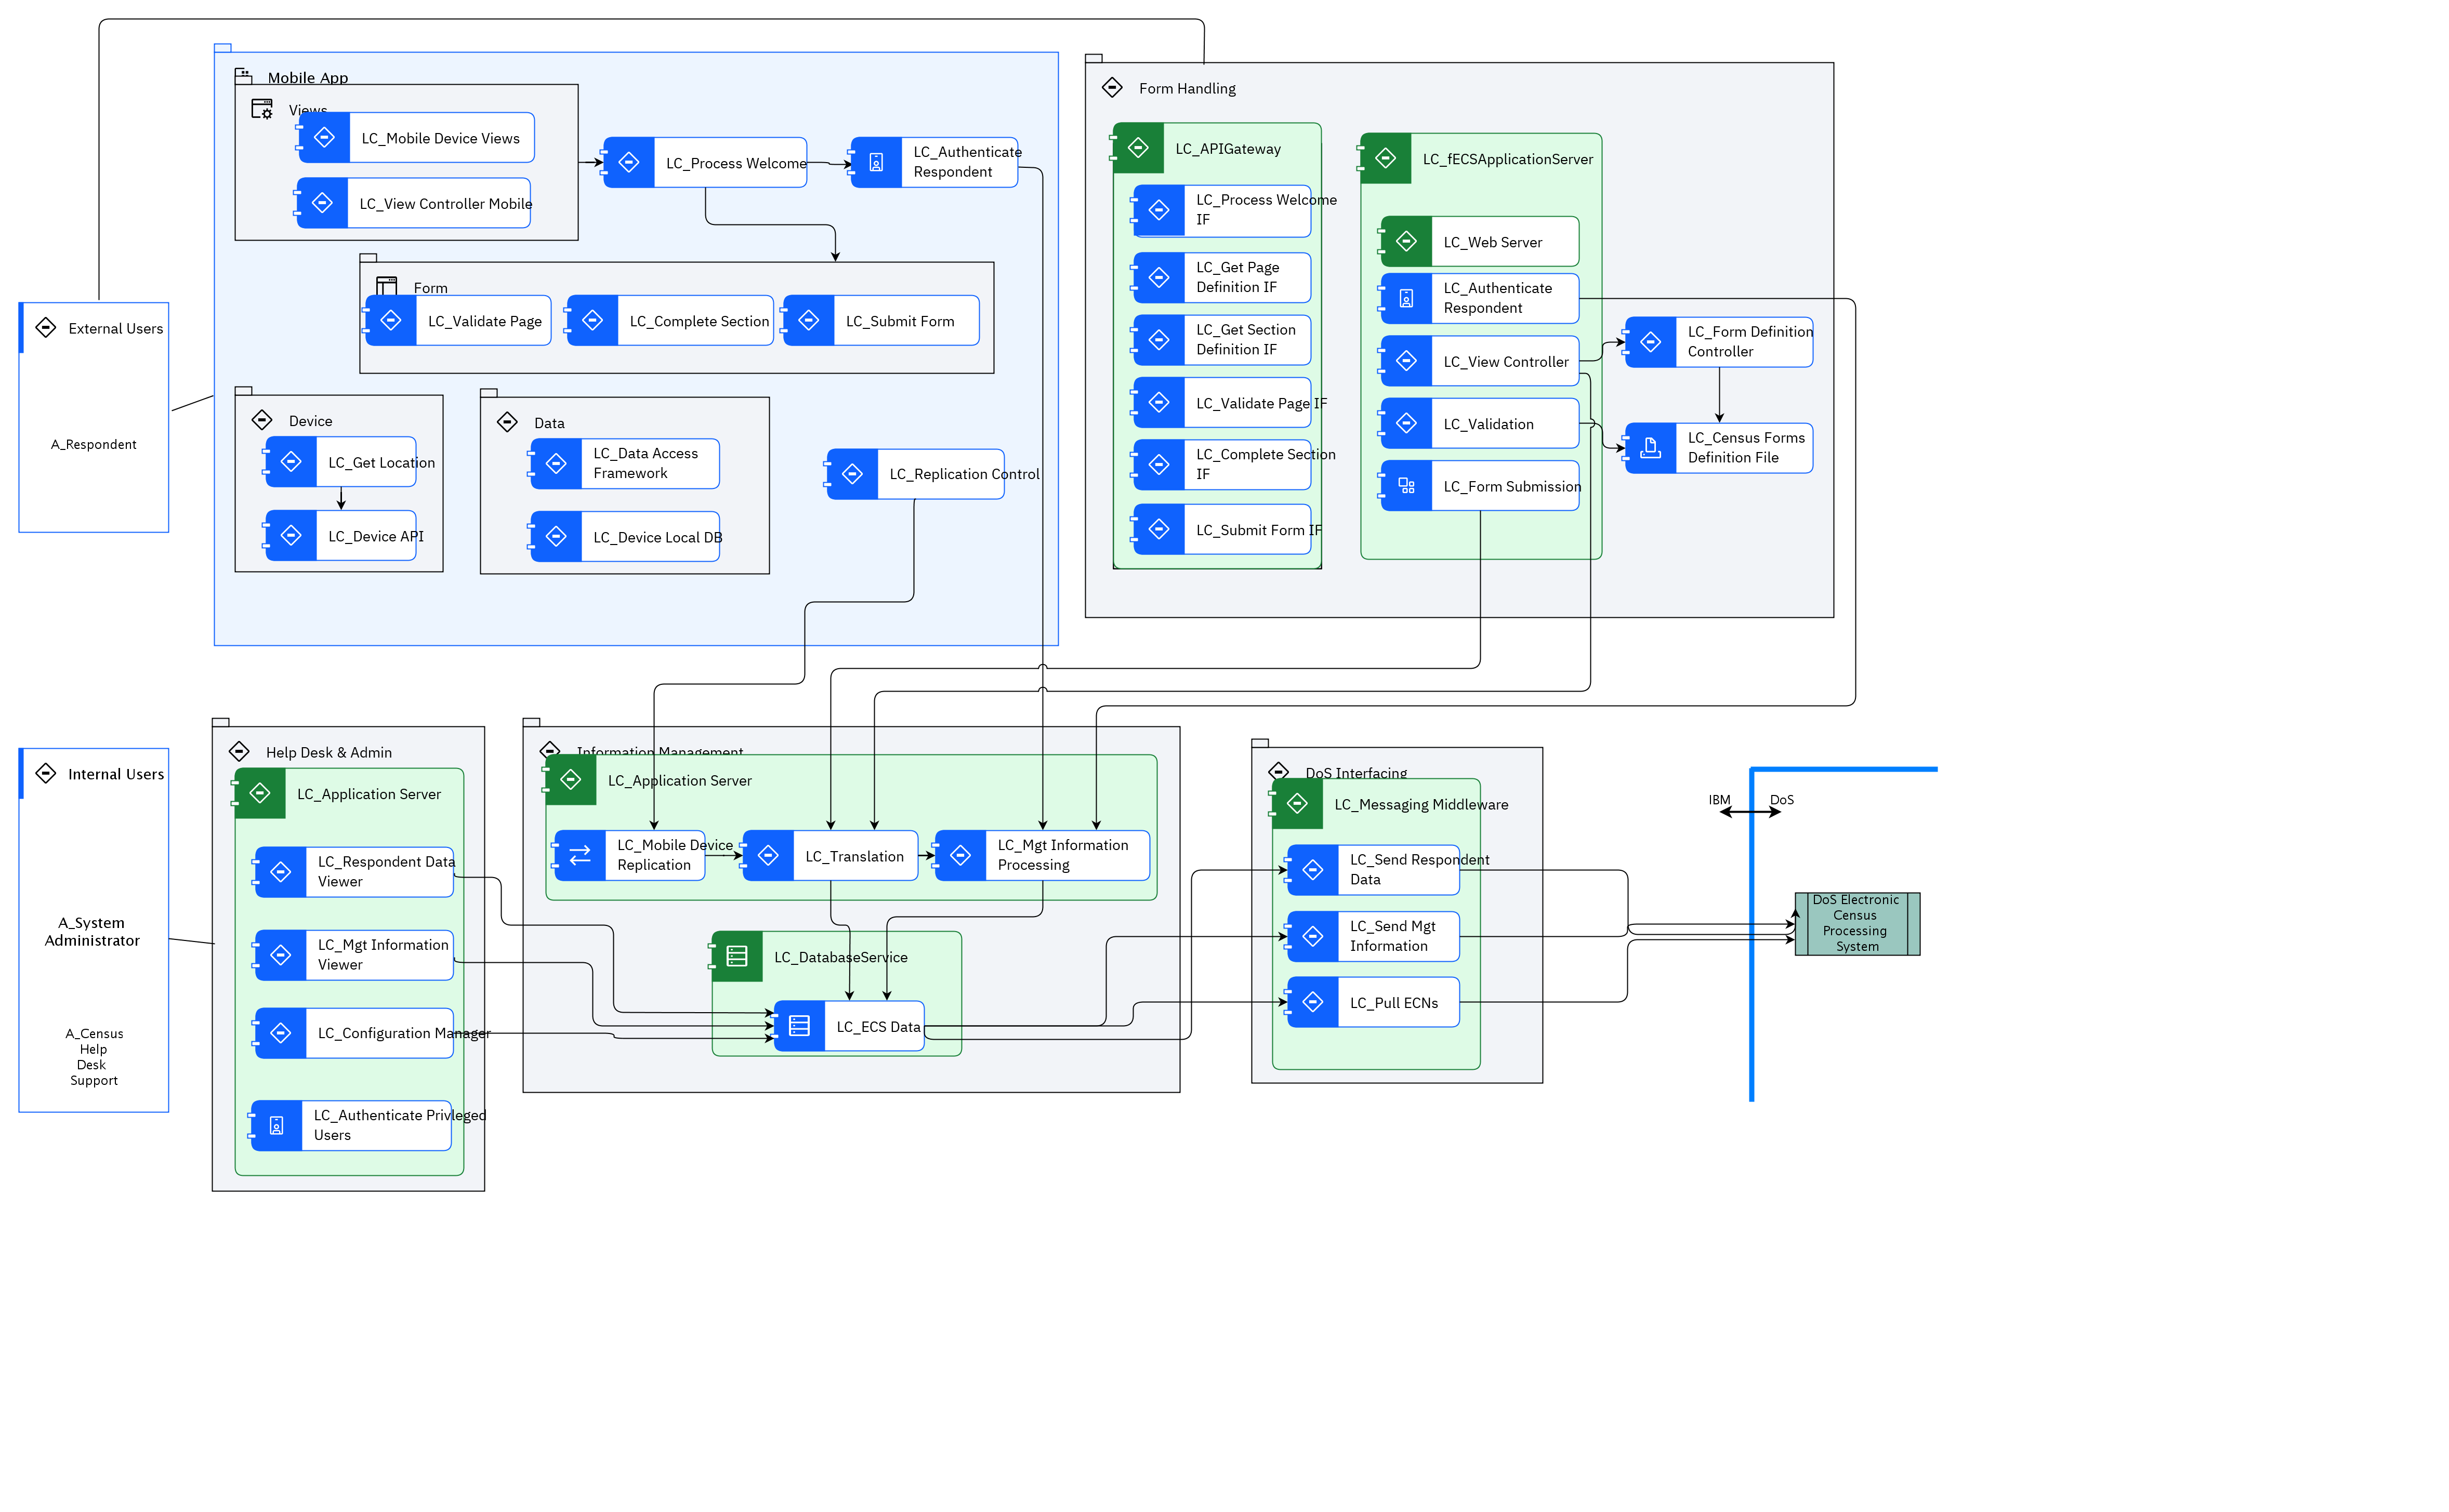 Mobile App
Views
LC_Mobile Device Views
LC_View Controller Mobile
LC_Process Welcome
LC_Authenticate
Respondent
Form
LC_Validate Page
LC_Complete Section
LC_Submit Form
Device
LC_Get Location
LC_Device API
Data
LC_Data Access
Framework
LC_Device Local DB
LC_Replication Control
External Users
A_Respondent
Form Handling
LC_APIGateway
LC_Process Welcome
IF
LC_Get Page
Definition IF
LC_Get Section
Definition IF
LC_Validate Page IF
LC_Complete Section
IF
LC_Submit Form IF
LC_fECSApplicationServer
LC_Web Server
LC_Authenticate
Respondent
LC_View Controller
LC_Validation
LC_Form Submission
LC_Form Definition
Controller
LC_Census Forms
Definition File
Internal Users
A_System
Administrator
A_Census
Help
Desk
Support
Help Desk & Admin
LC_Application Server
LC_Respondent Data
Viewer
LC_Mgt Information
Viewer
LC_Configuration Manager
LC_Authenticate Privleged
Users
Information Management
LC_Application Server
LC_Mobile Device
Replication
LC_Translation
LC_Mgt Information
Processing
LC_DatabaseService
LC_ECS Data
DoS Interfacing
LC_Messaging Middleware
LC_Send Respondent
Data
LC_Send Mgt
Information
LC_Pull ECNs
IBM
DoS
DoS Electronic
Census
Processing
System